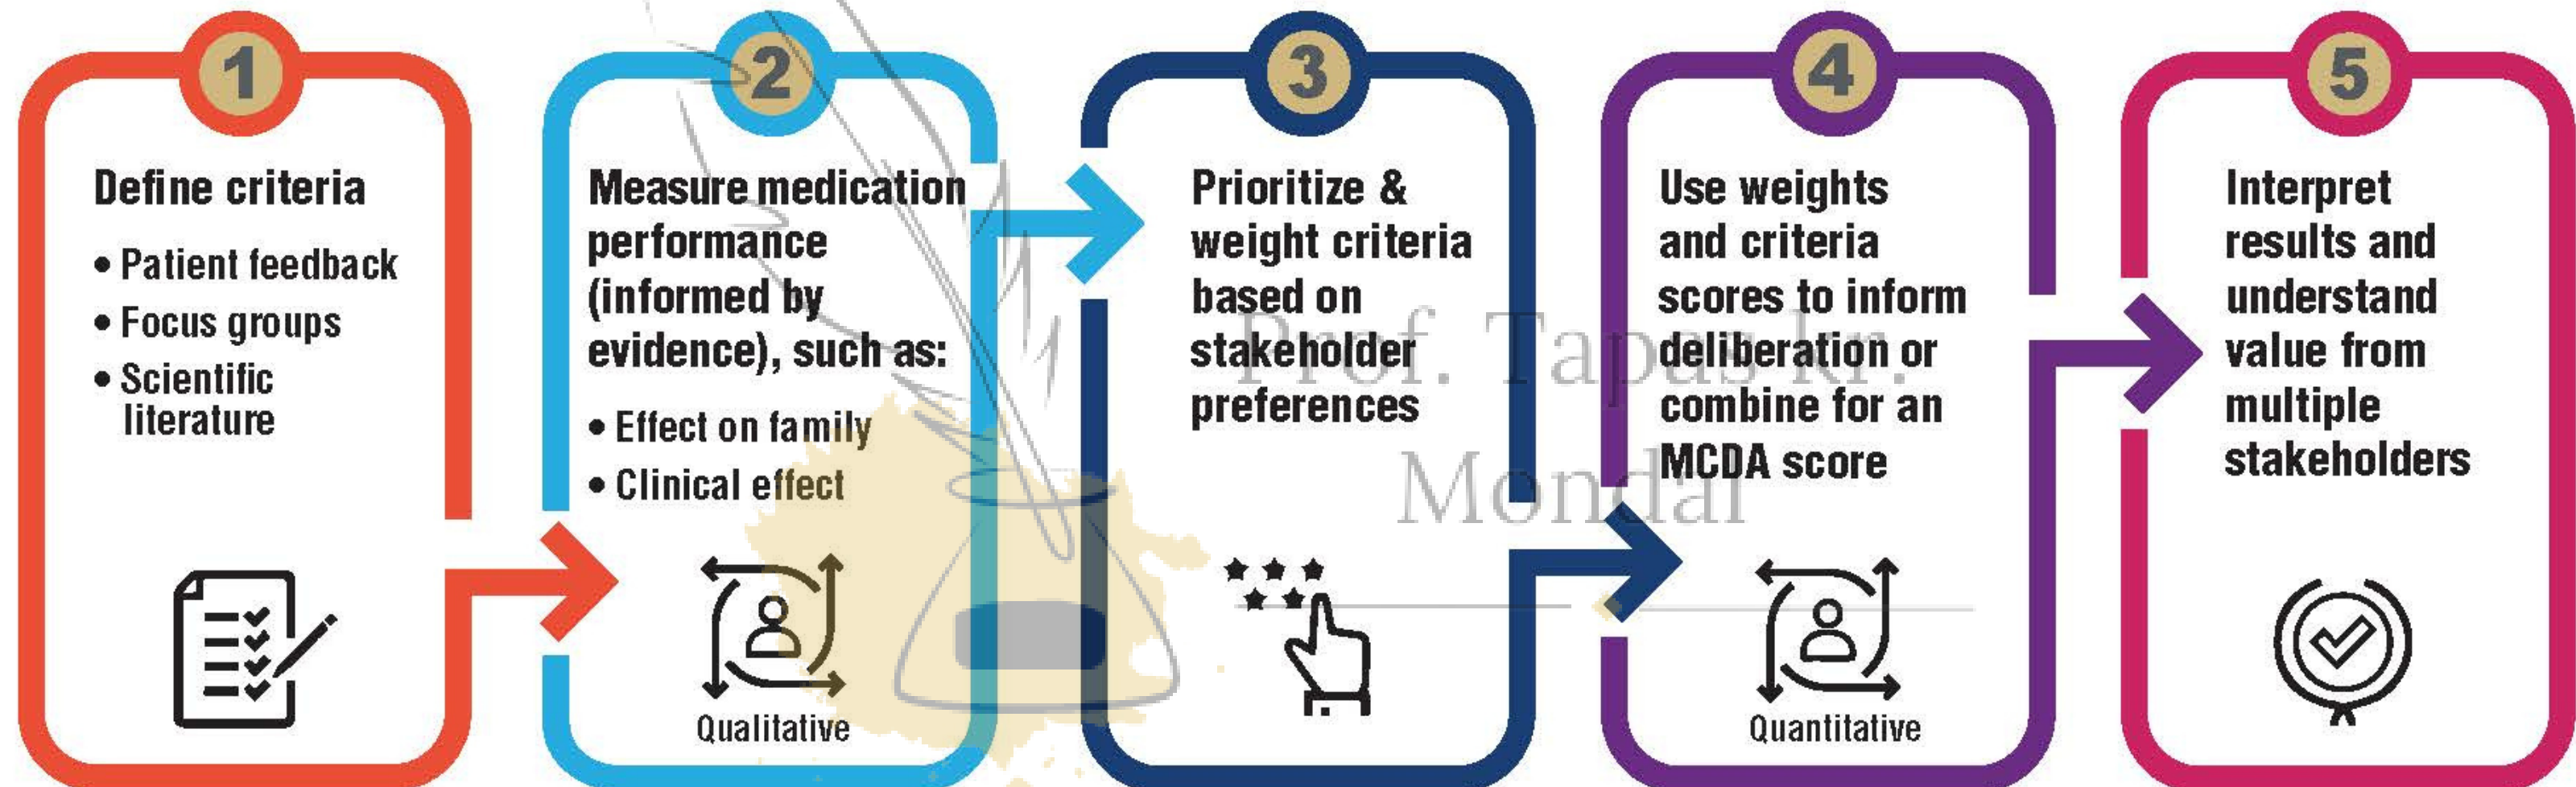 1
Define criteria
• Patient feedback
• Focus groups
• Scientific
literature
2
Measure medication
performance
(informed by
evidence), such as:
• Effect on family
• Clinical effect
Qualitative
3
Prioritize &
weight criteria
based on
stakeholder
preferences
4
Use weights
and criteria
scores to inform
deliberation or
combine for an
MCDA score
Quantitative
5
Interpret
results and
understand
value from
multiple
stakeholders
Prof. Tapas kr.
Mondal